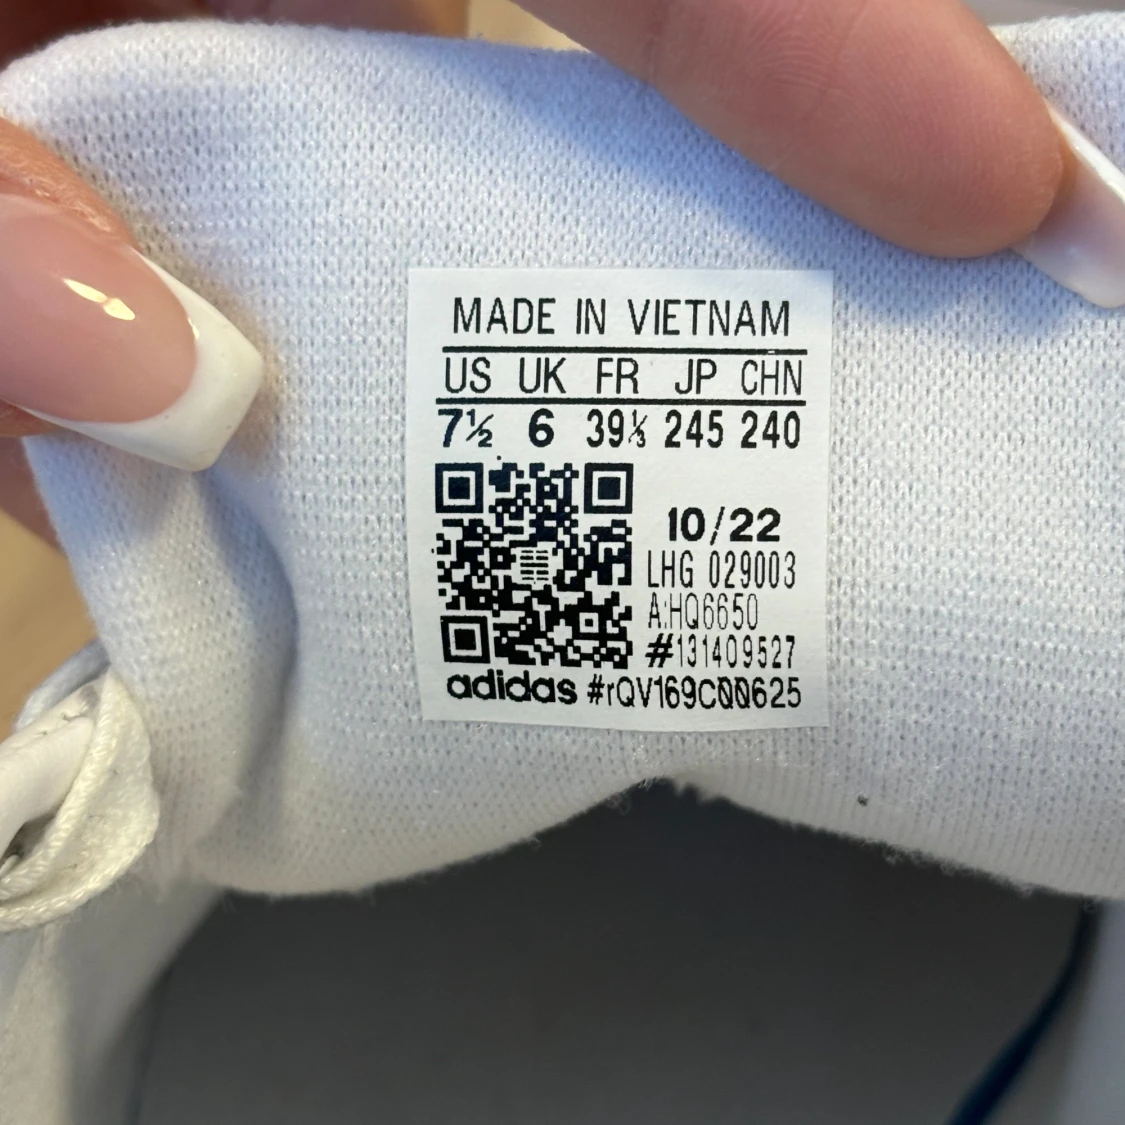 MADE IN VIETNAM
US UK FR JP CHN
7½ 6 39⅓ 245 240
10/22
LHG 029003
A:HQ6650
#131409527
adidas #rQV169C00625